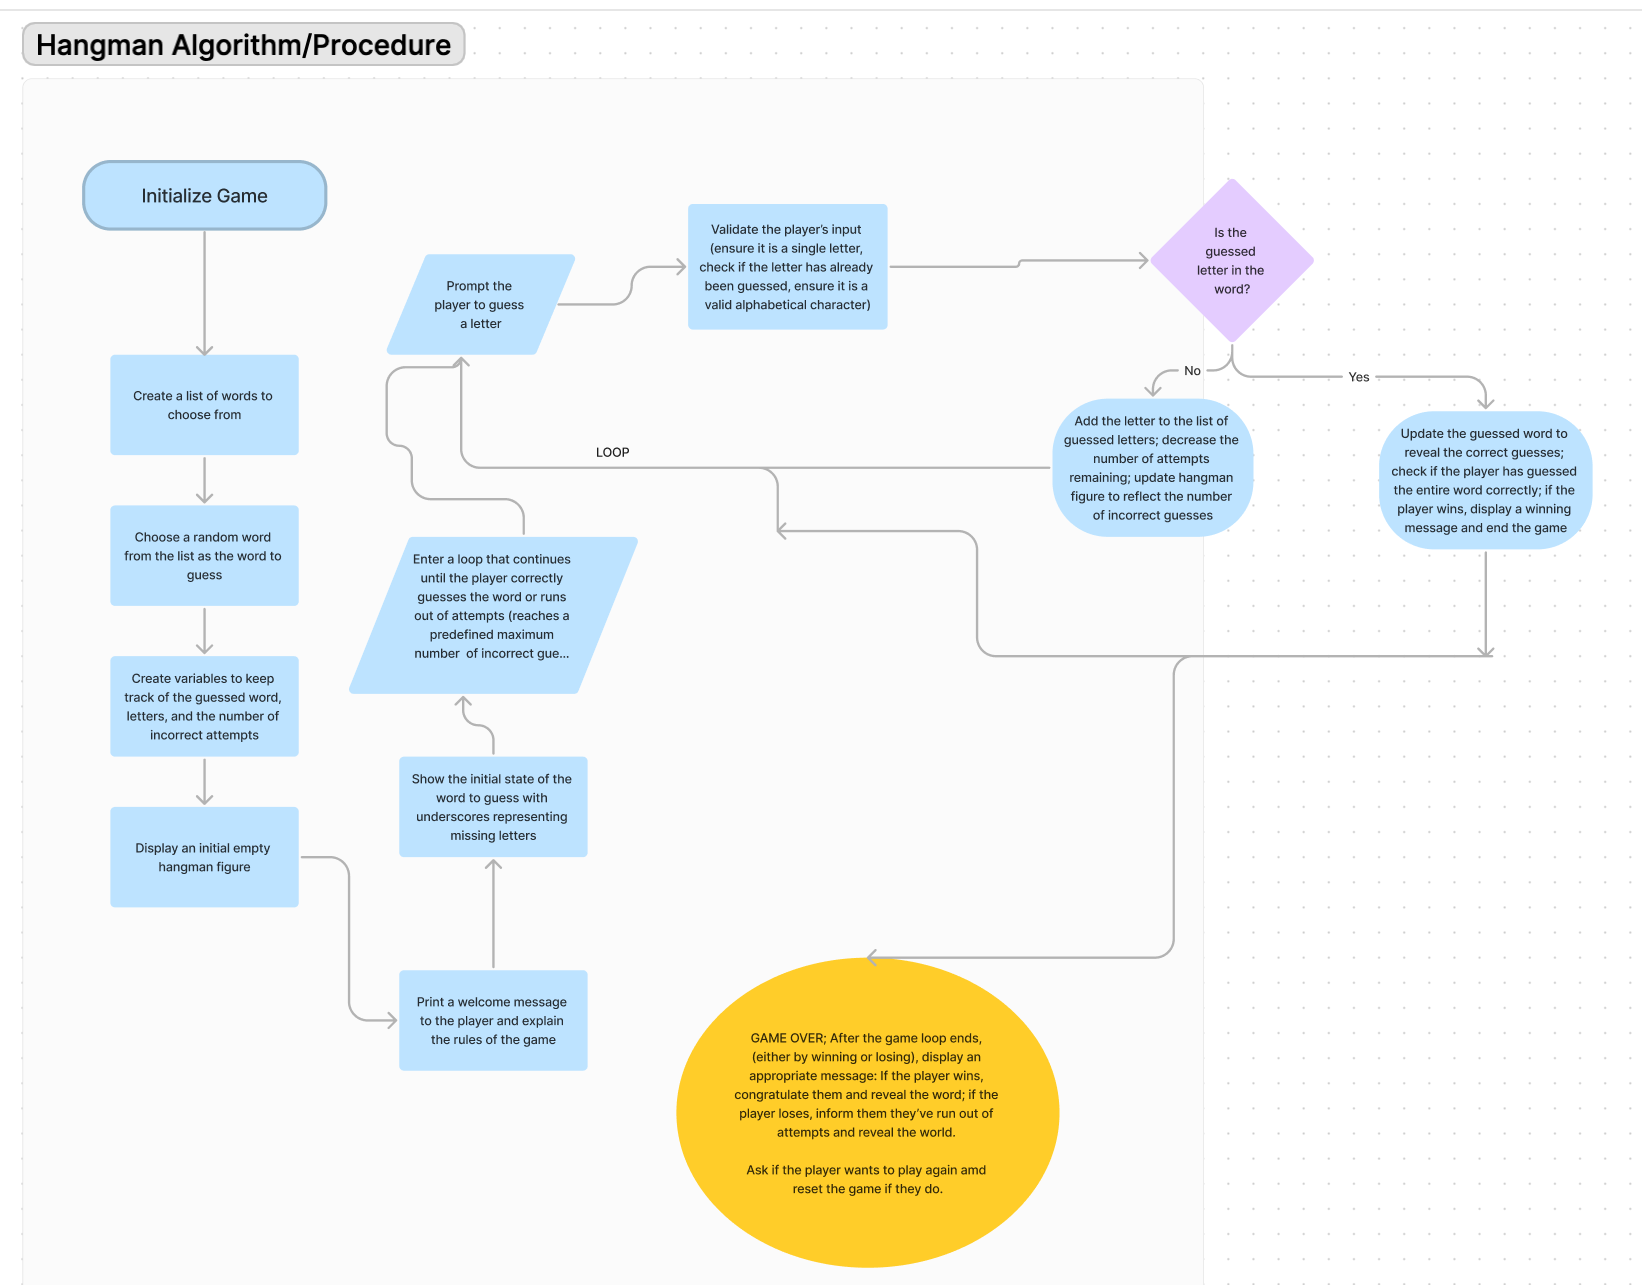 Hangman Algorithm/Procedure
Initialize Game
Create a list of words to
choose from
Choose a random word
from the list as the word to
guess
Create variables to keep
track of the guessed word,
letters, and the number of
incorrect attempts
Display an initial empty
hangman figure
Print a welcome message
to the player and explain
the rules of the game
Show the initial state of the
word to guess with
underscores representing
missing letters
Enter a loop that continues
until the player correctly
guesses the word or runs
out of attempts (reaches a
predefined maximum
number  of incorrect gue...
Prompt the
player to guess
a letter
Validate the player’s input
(ensure it is a single letter,
check if the letter has already
been guessed, ensure it is a
valid alphabetical character)
Is the
guessed
letter in the
word?
No
Yes
Add the letter to the list of
guessed letters; decrease the
number of attempts
remaining; update hangman
figure to reflect the number
of incorrect guesses
Update the guessed word to
reveal the correct guesses;
check if the player has guessed
the entire word correctly; if the
player wins, display a winning
message and end the game
LOOP
GAME OVER; After the game loop ends,
(either by winning or losing), display an
appropriate message: If the player wins,
congratulate them and reveal the word; if the
player loses, inform them they’ve run out of
attempts and reveal the world.
Ask if the player wants to play again amd
reset the game if they do.